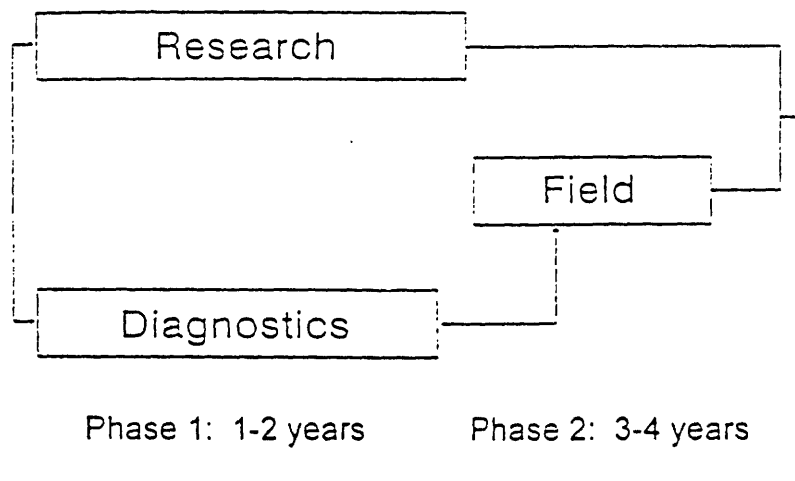 Research
Field
Diagnostics
Phase 1: 1-2 years
Phase 2: 3-4 years